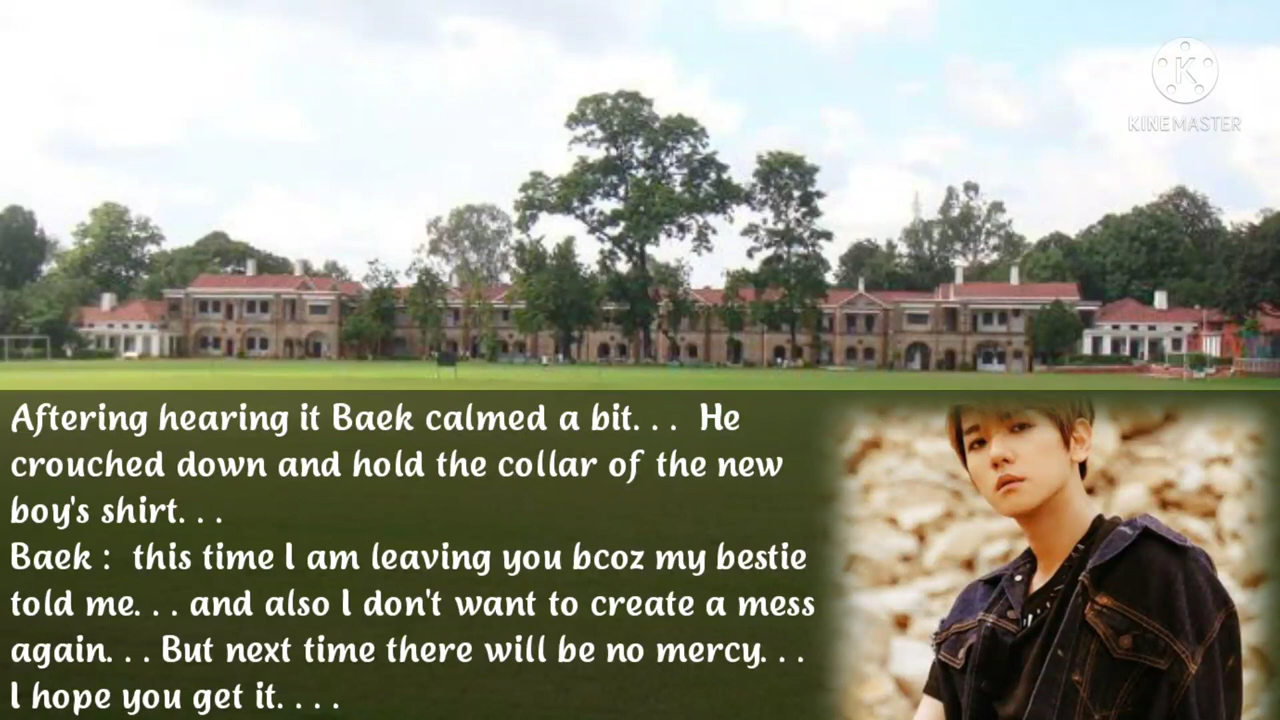 K
KINEMASTER
Aftering hearing it Baek calmed a bit. . . He
crouched down and hold the collar of the new
boy's shirt. . .
Baek : this time I am leaving you bcoz my bestie
told me. . . and also I don't want to create a mess
again. . . But next time there will be no mercy. . .
I hope you get it. . . .